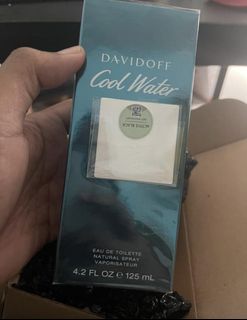 DAVIDOFF
Cool Water
EAU DE TOILETTE
NATURAL SPRAY
VAPORISATEUR
4.2 FL OZ e 125 mL